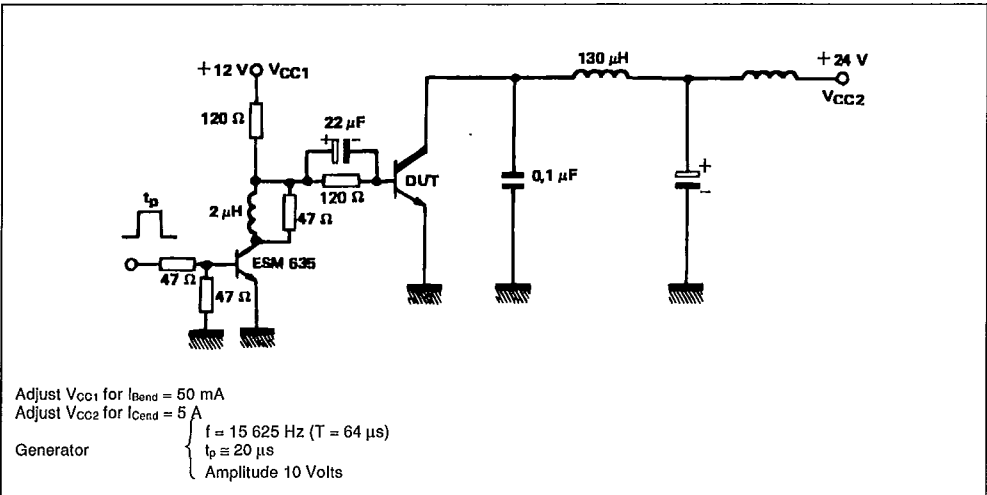 +12 V VCC1
120 Ω
22 µF
+ -
120 Ω
DUT
2 µH
47 Ω
tp
ESM 635
47 Ω
47 Ω
130 µH
+ 24 V
VCC2
0,1 µF
+
-
Adjust VCC1 for IBend = 50 mA
Adjust VCC2 for ICend = 5 A
Generator
f = 15 625 Hz (T = 64 µs)
tp ≅ 20 µs
Amplitude 10 Volts